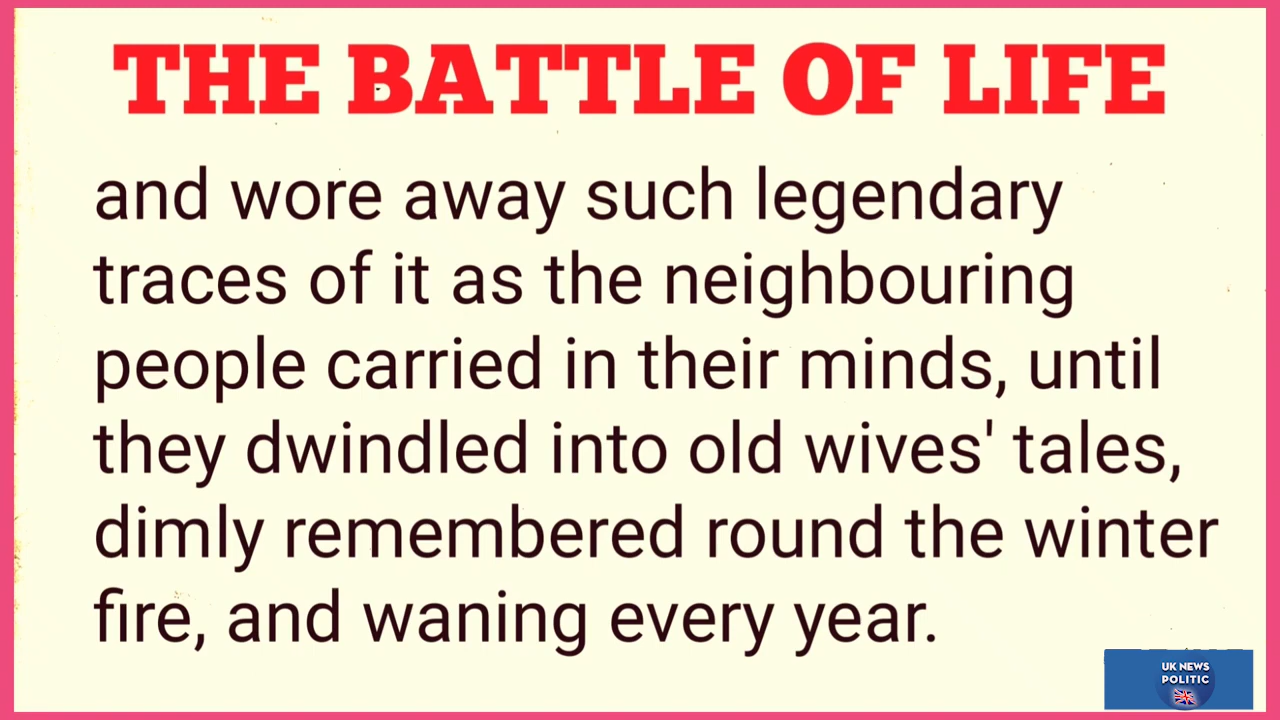 THE BATTLE OF LIFE
and wore away such legendary
traces of it as the neighbouring
people carried in their minds, until
they dwindled into old wives' tales,
dimly remembered round the winter
fire, and waning every year.
UK NEWS
POLITIC